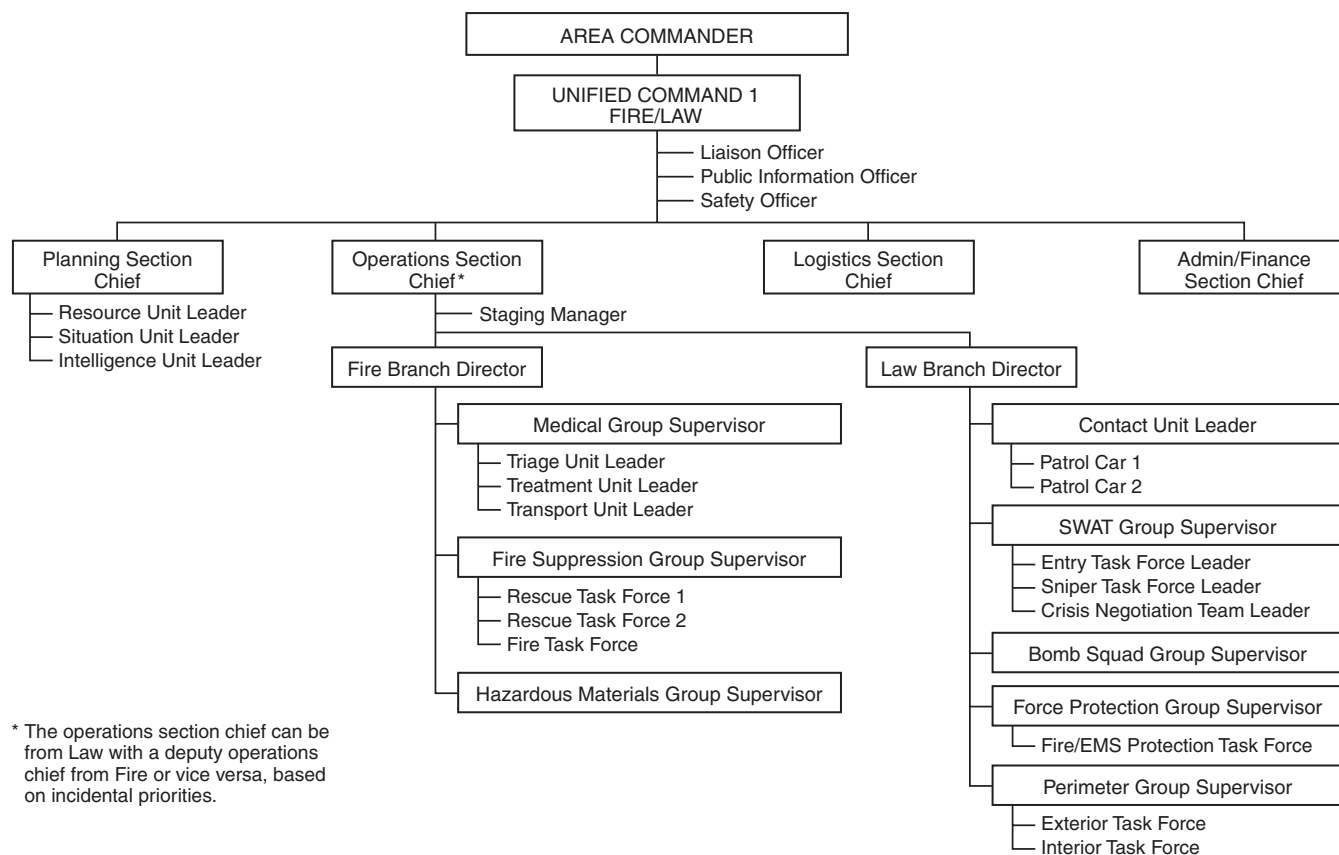 AREA COMMANDER
UNIFIED COMMAND 1
FIRE/LAW
Liaison Officer
Public Information Officer
Safety Officer
Planning Section
Chief
Resource Unit Leader
Situation Unit Leader
Intelligence Unit Leader
Operations Section
Chief*
Staging Manager
Logistics Section
Chief
Admin/Finance
Section Chief
Fire Branch Director
Medical Group Supervisor
Triage Unit Leader
Treatment Unit Leader
Transport Unit Leader
Fire Suppression Group Supervisor
Rescue Task Force 1
Rescue Task Force 2
Fire Task Force
Hazardous Materials Group Supervisor
Law Branch Director
Contact Unit Leader
Patrol Car 1
Patrol Car 2
SWAT Group Supervisor
Entry Task Force Leader
Sniper Task Force Leader
Crisis Negotiation Team Leader
Bomb Squad Group Supervisor
Force Protection Group Supervisor
Fire/EMS Protection Task Force
Perimeter Group Supervisor
Exterior Task Force
Interior Task Force
* The operations section chief can be
from Law with a deputy operations
chief from Fire or vice versa, based
on incidental priorities.